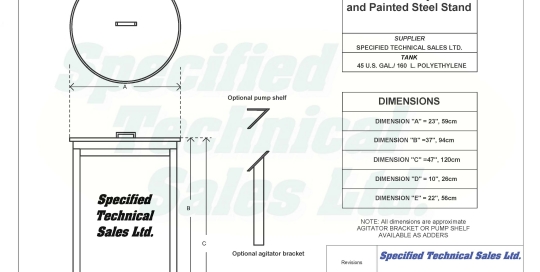 and Painted Steel Stand
SUPPLIER
SPECIFIED TECHNICAL SALES LTD.
TANK
45 U.S. GAL./ 160 L. POLYETHYLENE
A
Optional pump shelf
DIMENSIONS
DIMENSION "A" = 23", 59cm
DIMENSION "B" =37", 94cm
DIMENSION "C" =47", 120cm
DIMENSION "D" = 10", 26cm
DIMENSION "E" = 22", 56cm
Specified
Technical
Sales Ltd.
B
C
Optional agitator bracket
NOTE: All dimensions are approximate
AGITATOR BRACKET OR PUMP SHELF
AVAILABLE AS ADDERS
Revisions
Specified Technical Sales Ltd.
Specified
Technical
Sales Ltd.